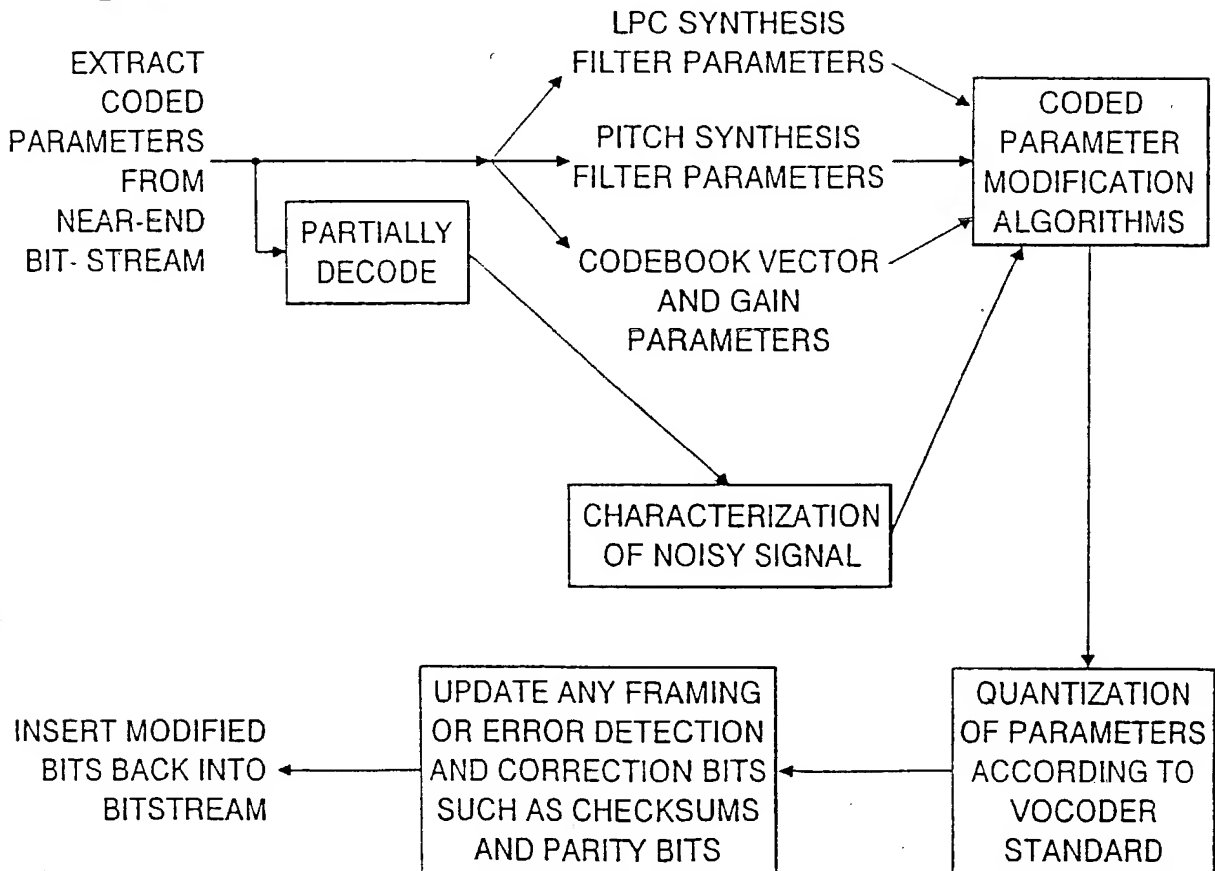 EXTRACT
CODED
PARAMETERS
FROM
NEAR-END
BIT- STREAM
PARTIALLY
DECODE
LPC SYNTHESIS
FILTER PARAMETERS
PITCH SYNTHESIS
FILTER PARAMETERS
CODEBOOK VECTOR
AND GAIN
PARAMETERS
CODED
PARAMETER
MODIFICATION
ALGORITHMS
CHARACTERIZATION
OF NOISY SIGNAL
QUANTIZATION
OF PARAMETERS
ACCORDING TO
VOCODER
STANDARD
UPDATE ANY FRAMING
OR ERROR DETECTION
AND CORRECTION BITS
SUCH AS CHECKSUMS
AND PARITY BITS
INSERT MODIFIED
BITS BACK INTO
BITSTREAM